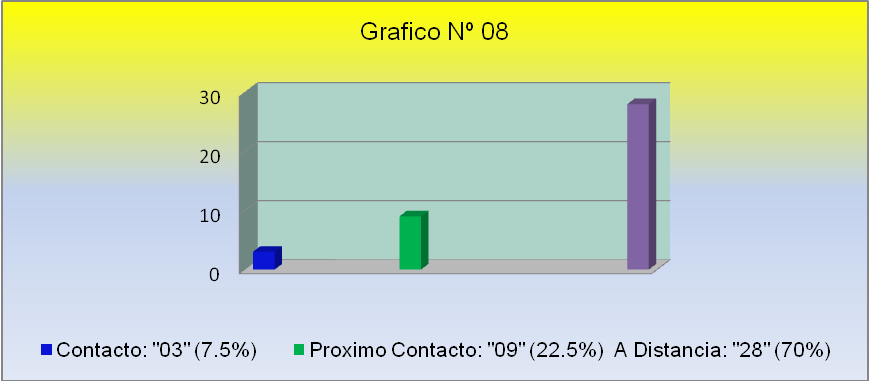 Grafico Nº 08
30
20
10
0
Contacto: "03" (7.5%)
Proximo Contacto: "09" (22.5%) A Distancia: "28" (70%)